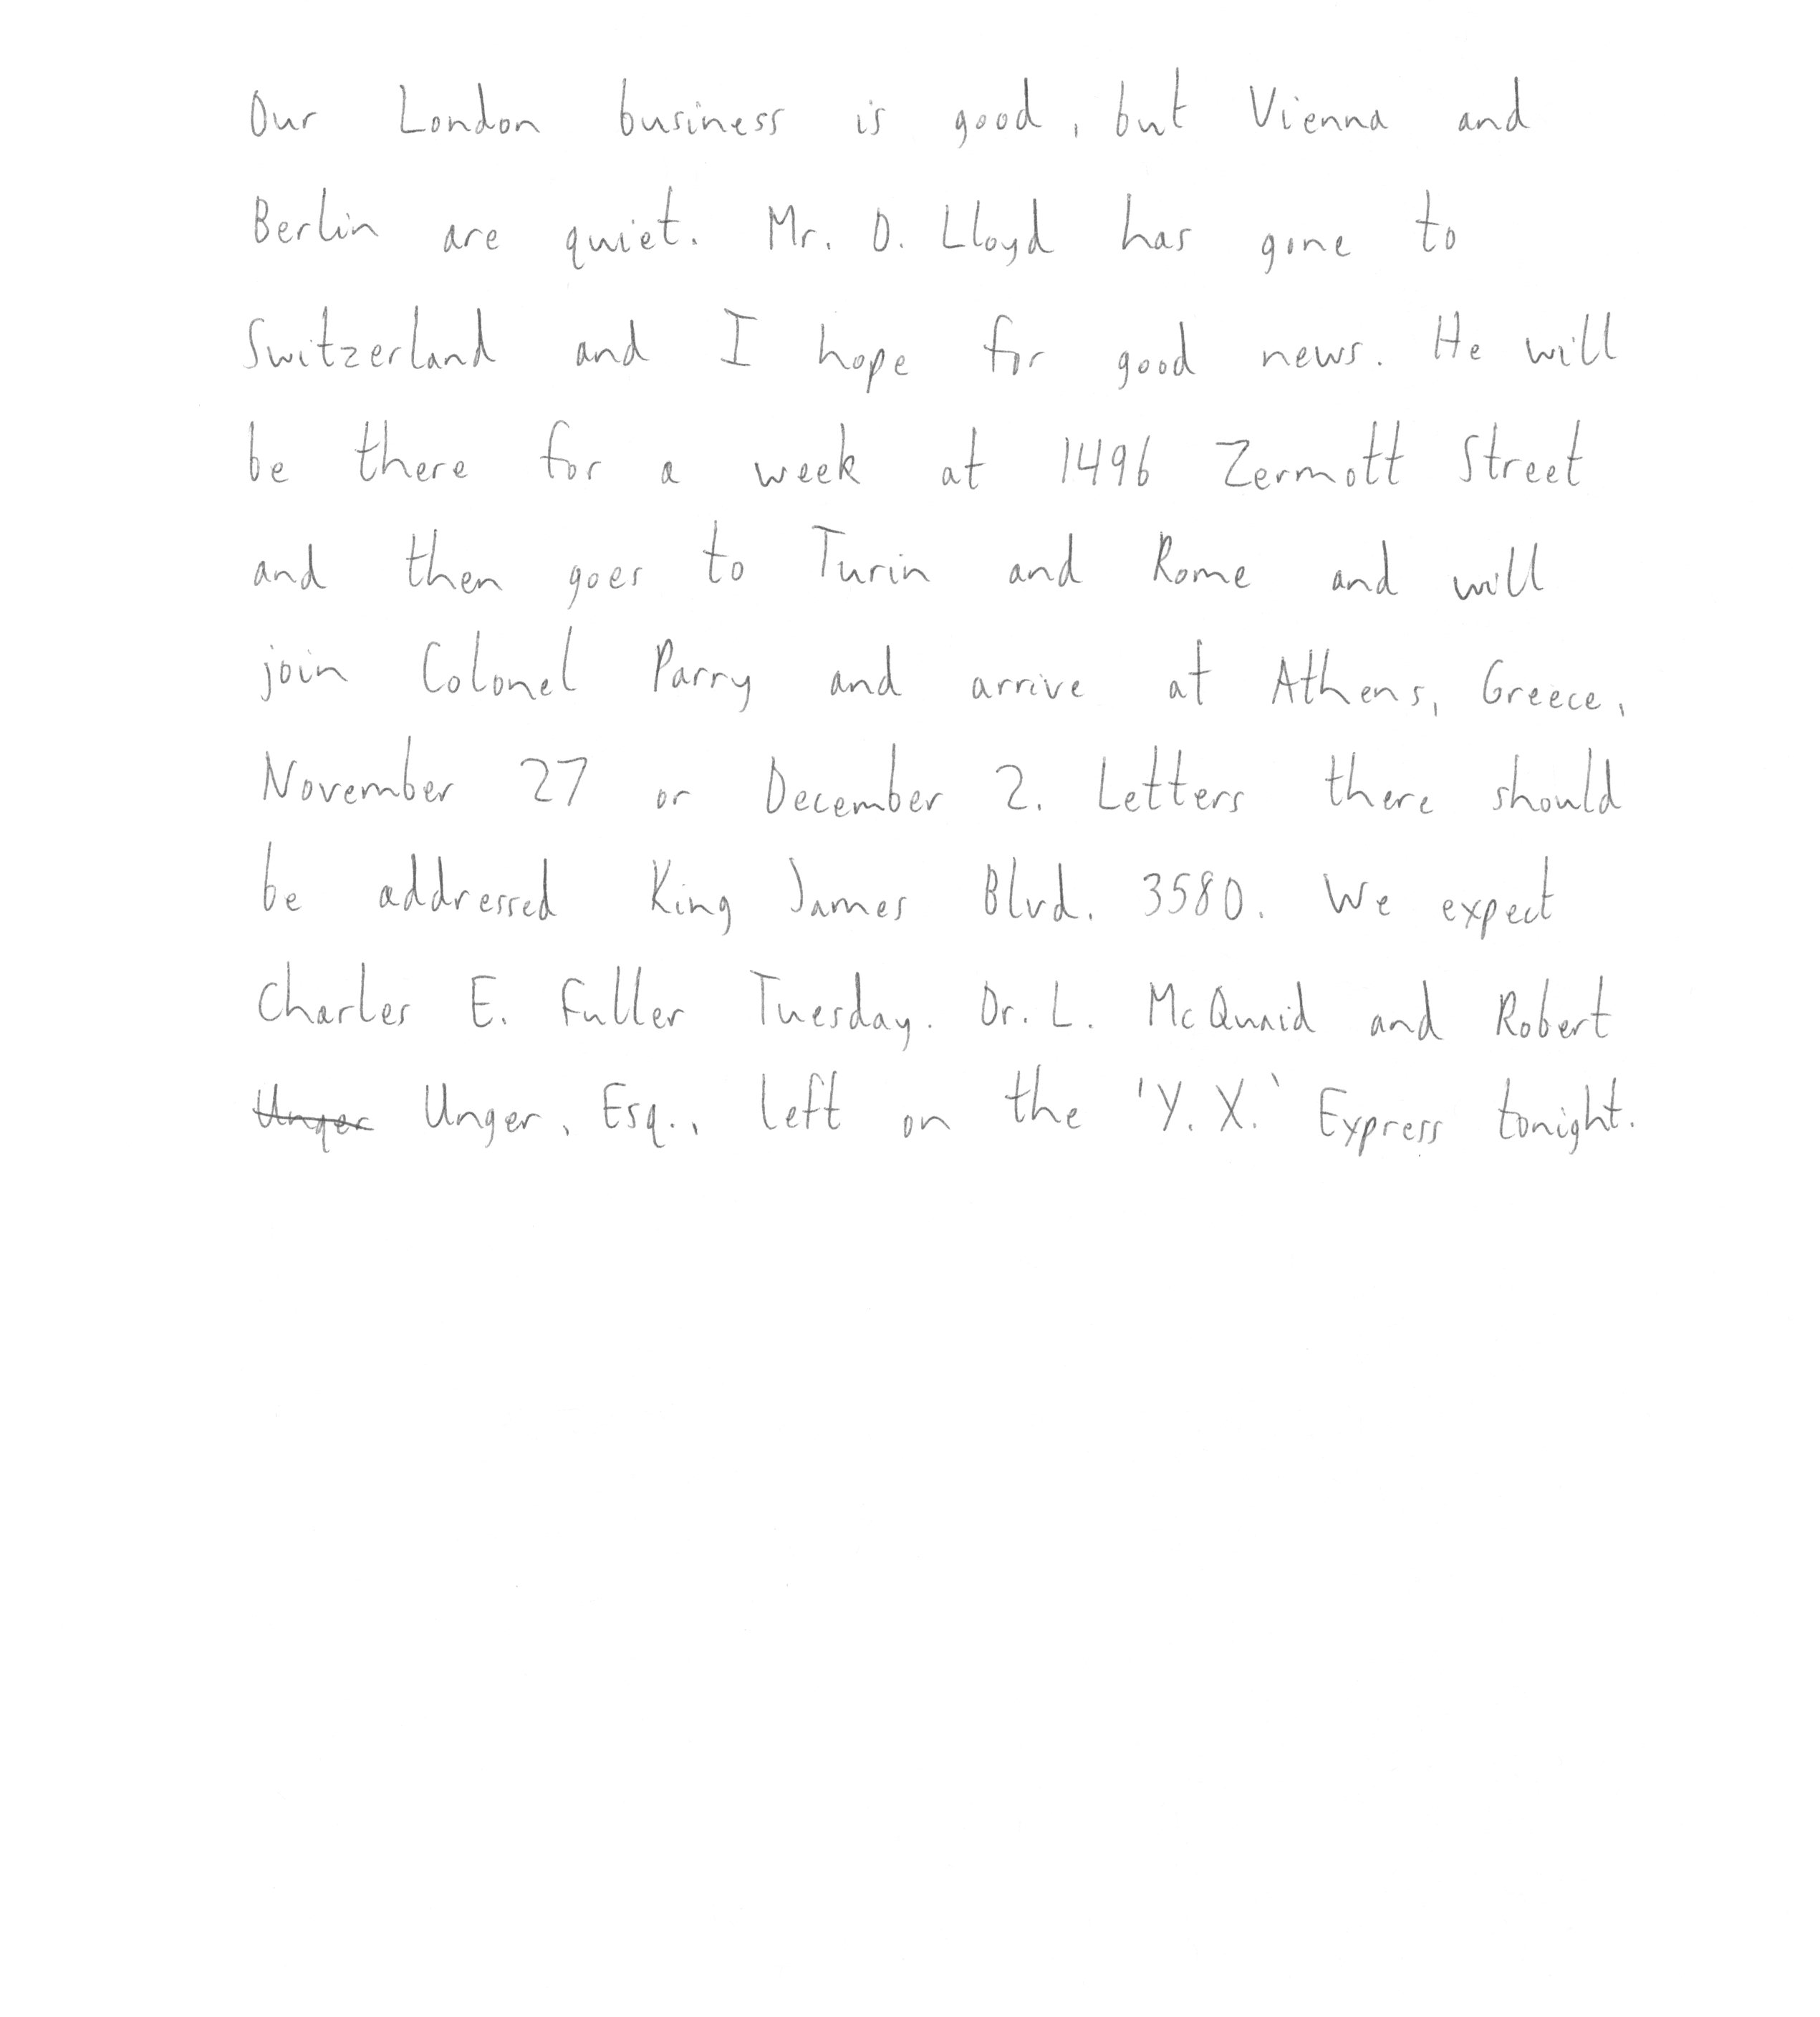 Our London business is good, but Vienna and
Berlin are quiet. Mr. D. Lloyd has gone to
Switzerland and I hope for good news. He will
be there for a week at 1496 Zermott Street
and then goes to Turin and Rome and will
join Colonel Parry and arrive at Athens, Greece,
November 27 or December 2. Letters there should
be addressed King James Blvd. 3580. We expect
Charles E. Fuller Tuesday. Dr. L. McQuaid and Robert
Unger Unger, Esq., left on the 'Y. X.' Express tonight.